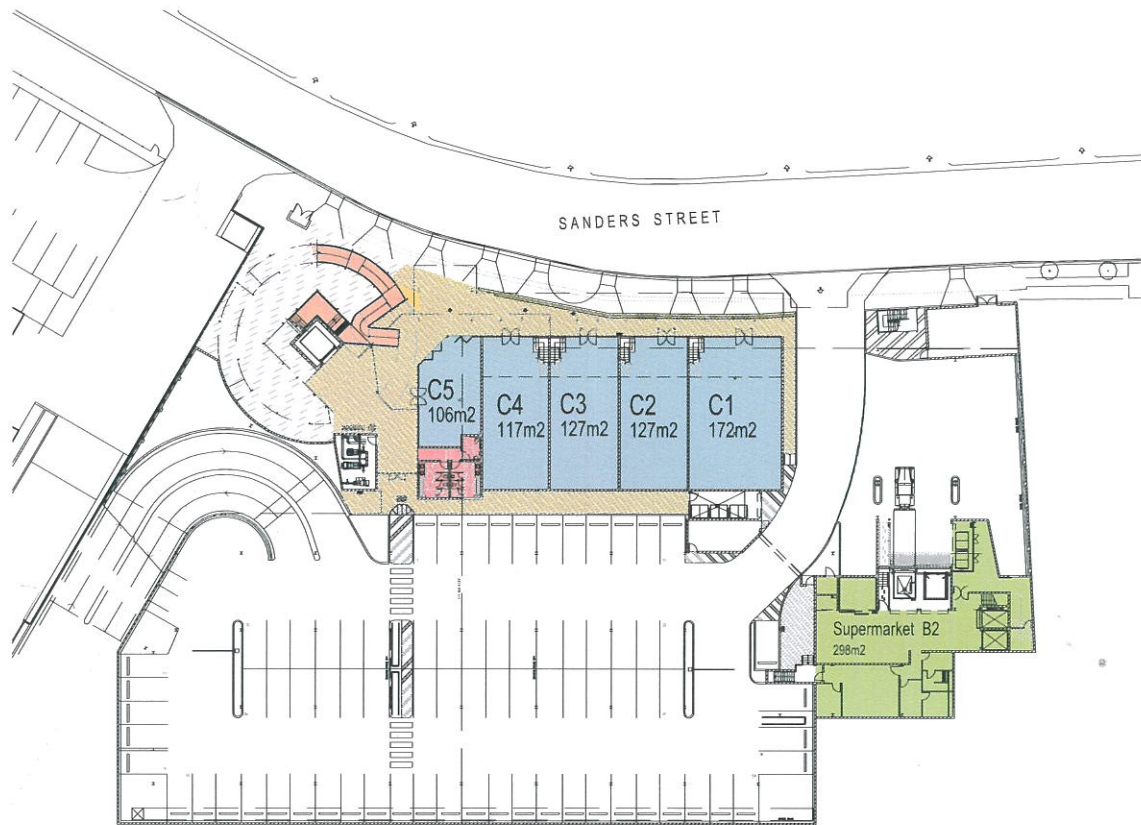 SANDERS STREET
C5
106m2
C4
117m2
C3
127m2
C2
127m2
C1
172m2
Supermarket B2
298m2